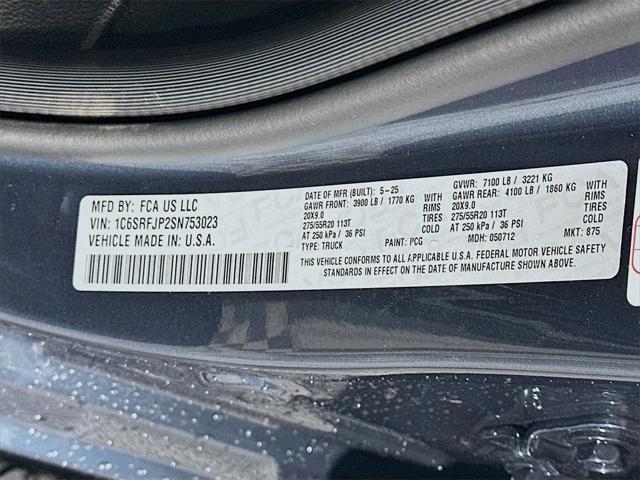 MFD BY: FCA US LLC
VIN: 1C6SRFJP2SN753023
VEHICLE MADE IN U.S.A.
DATE OF MFR (BUILT): 5-25 GVWR: 7100 LB / 3221 KG
GAWR FRONT: 3900 LB / 1770 KG WITH GAWR REAR: 4100 LB / 1860 KG WITH
20X9.0 RIMS 20X9.0 RIMS
275/55R20 113T TIRES 275/55R20 113T TIRES
AT 250 kPa / 36 PSI COLD AT 250 kPa / 36 PSI COLD
TYPE: TRUCK PAINT: PCG MDH: 050712 MKT: 875
THIS VEHICLE CONFORMS TO ALL APPLICABLE U.S.A. FEDERAL MOTOR VEHICLE SAFETY
STANDARDS IN EFFECT ON THE DATE OF MANUFACTURE SHOWN ABOVE.